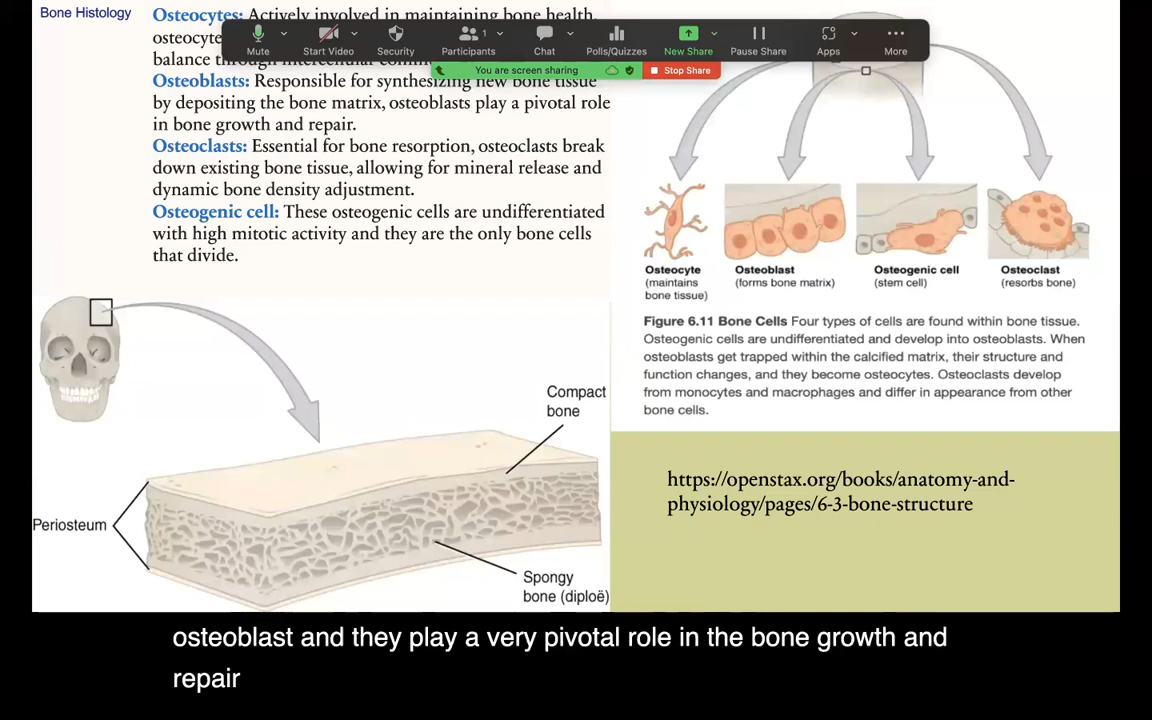 Bone Histology
Osteocytes: Actively involved in maintaining bone health,
osteocyte
balance through intercellular
Osteoblasts: Responsible for synthesizing new bone tissue
by depositing the bone matrix, osteoblasts play a pivotal role
in bone growth and repair.
Osteoclasts: Essential for bone resorption, osteoclasts break
down existing bone tissue, allowing for mineral release and
dynamic bone density adjustment.
Osteogenic cell: These osteogenic cells are undifferentiated
with high mitotic activity and they are the only bone cells
that divide.
Mute
Start Video
Security
1
Participants
Chat
Polls/Quizzes
New Share
Pause Share
Apps
More
You are screen sharing
Stop Share
Osteocyte
(maintains
bone tissue)
Osteoblast
(forms bone matrix)
Osteogenic cell
(stem cell)
Osteoclast
(resorbs bone)
Figure 6.11 Bone Cells Four types of cells are found within bone tissue.
Osteogenic cells are undifferentiated and develop into osteoblasts. When
osteoblasts get trapped within the calcified matrix, their structure and
function changes, and they become osteocytes. Osteoclasts develop
from monocytes and macrophages and differ in appearance from other
bone cells.
Compact
bone
Periosteum
Spongy
bone (diploë)
https://openstax.org/books/anatomy-and-
physiology/pages/6-3-bone-structure
osteoblast and they play a very pivotal role in the bone growth and
repair